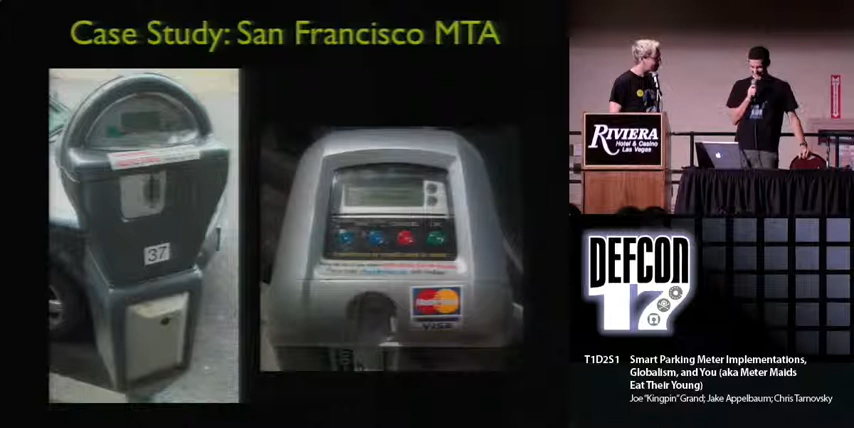 Case Study: San Francisco MTA
37
MasterCard
VISA
RIVIERA
Hotel & Casino
Las Vegas
DEFCON
17
T1D2S1 Smart Parking Meter Implementations,
Globalism, and You (aka Meter Maids
Eat Their Young)
Joe "Kingpin" Grand; Jake Appelbaum; Chris Tarnovsky